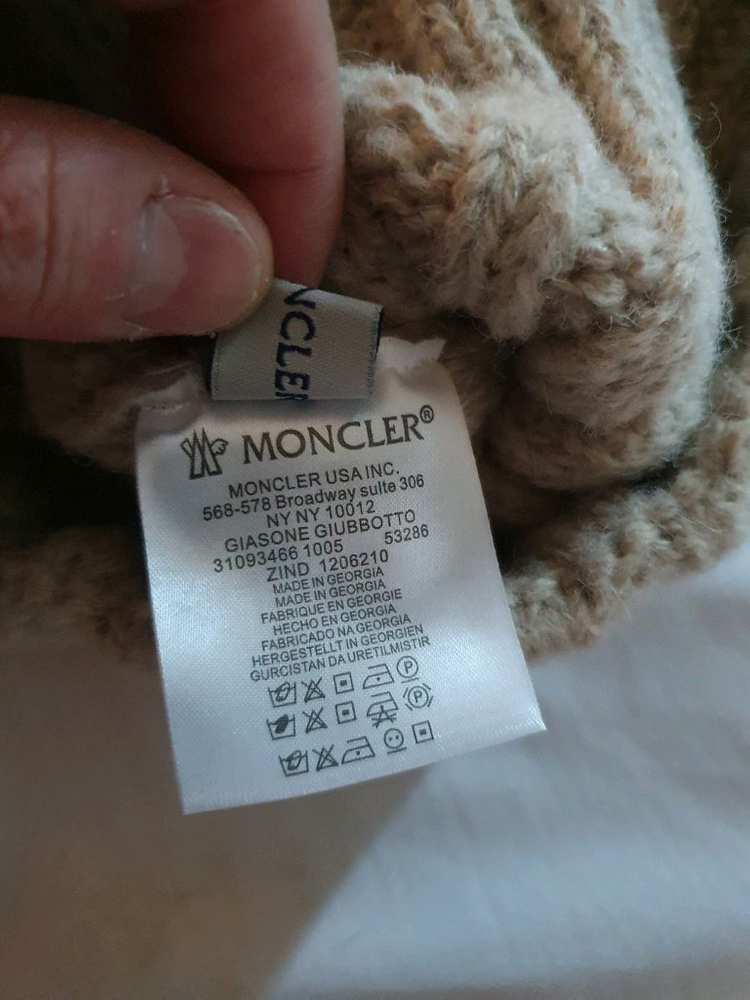 NCLER
MONCLER®
MONCLER USA INC.
568-578 Broadway suite 306
NY NY 10012
GIASONE GIUBBOTTO
31093466 1005 53286
ZIND 1206210
MADE IN GEORGIA
MADE IN GEORGIA
FABRIQUE EN GEORGIE
HECHO EN GEORGIA
FABRICADO NA GEORGIA
HERGESTELLT IN GEORGIEN
GURCISTAN DA URETILMISTIR
P
P